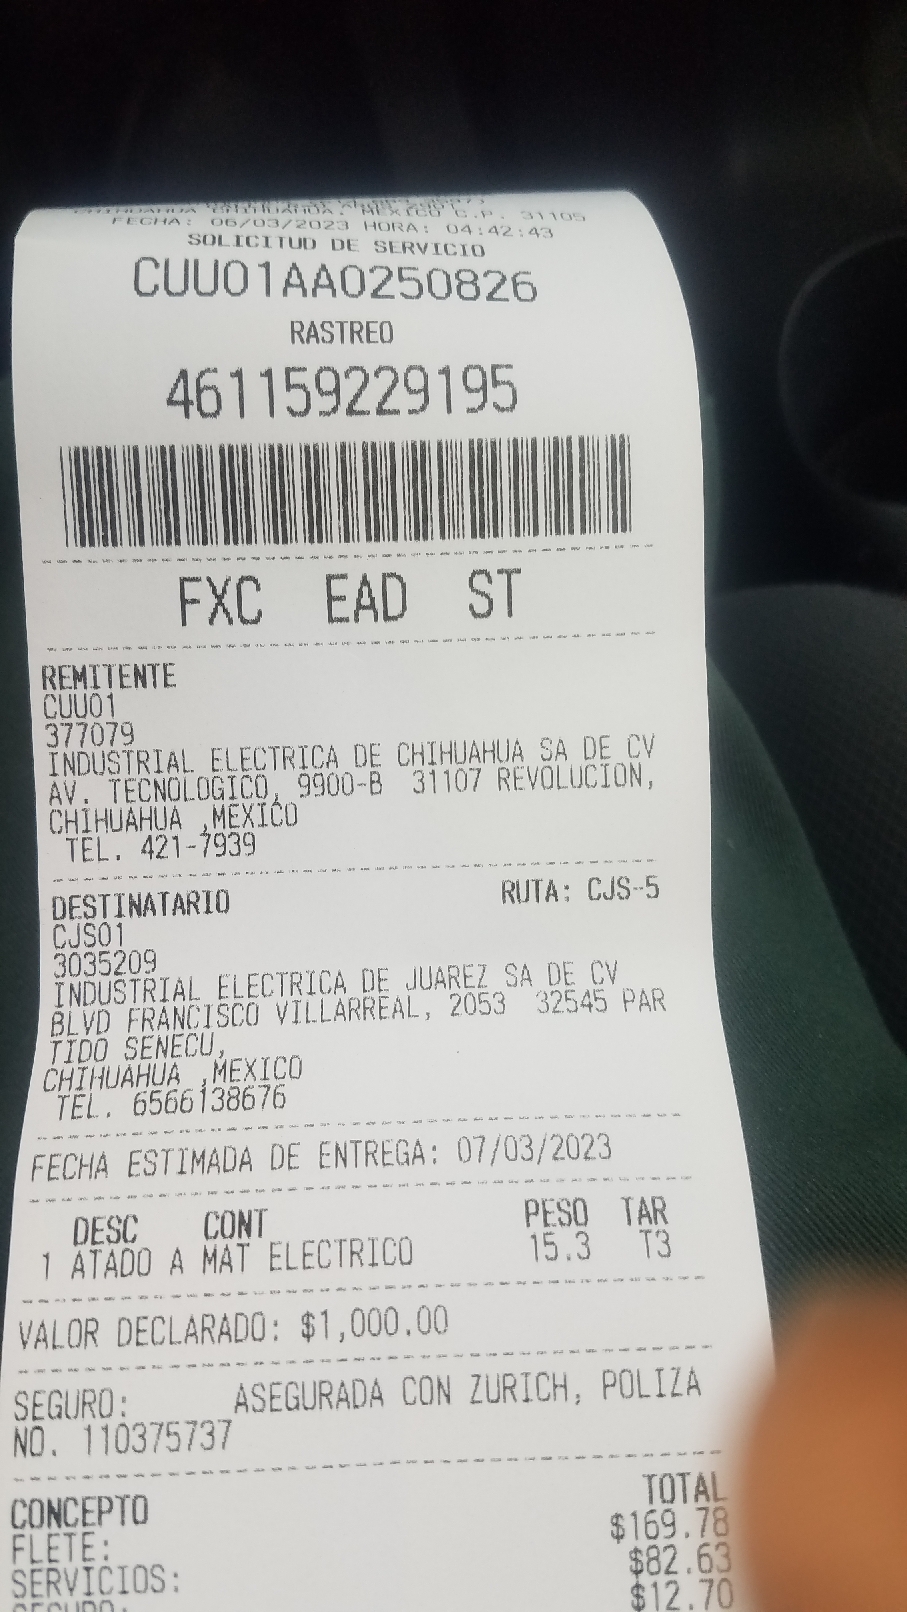 CHIHUAHUA CHIHUAHUA. MEXICO C.P. 31105
FECHA: 06/03/2023 HORA: 04:42:43
SOLICITUD DE SERVICIO
CUU01AA0250826
RASTREO
461159229195
FXC EAD ST
REMITENTE
CUU01
377079
INDUSTRIAL ELECTRICA DE CHIHUAHUA SA DE CV
AV. TECNOLOGICO, 9900-B 31107 REVOLUCION,
CHIHUAHUA ,MEXICO
TEL. 421-7939
DESTINATARIO RUTA: CJS-5
CJS01
3035209
INDUSTRIAL ELECTRICA DE JUAREZ SA DE CV
BLVD FRANCISCO VILLARREAL, 2053 32545 PAR
TIDO SENECU,
CHIHUAHUA ,MEXICO
TEL. 6566138676
FECHA ESTIMADA DE ENTREGA: 07/03/2023
DESC CONT PESO TAR
1 ATADO A MAT ELECTRICO 15.3 T3
VALOR DECLARADO: $1,000.00
SEGURO: ASEGURADA CON ZURICH, POLIZA
NO. 110375737
CONCEPTO TOTAL
FLETE: $169.78
SERVICIOS: $82.63
SEGURO: $12.70